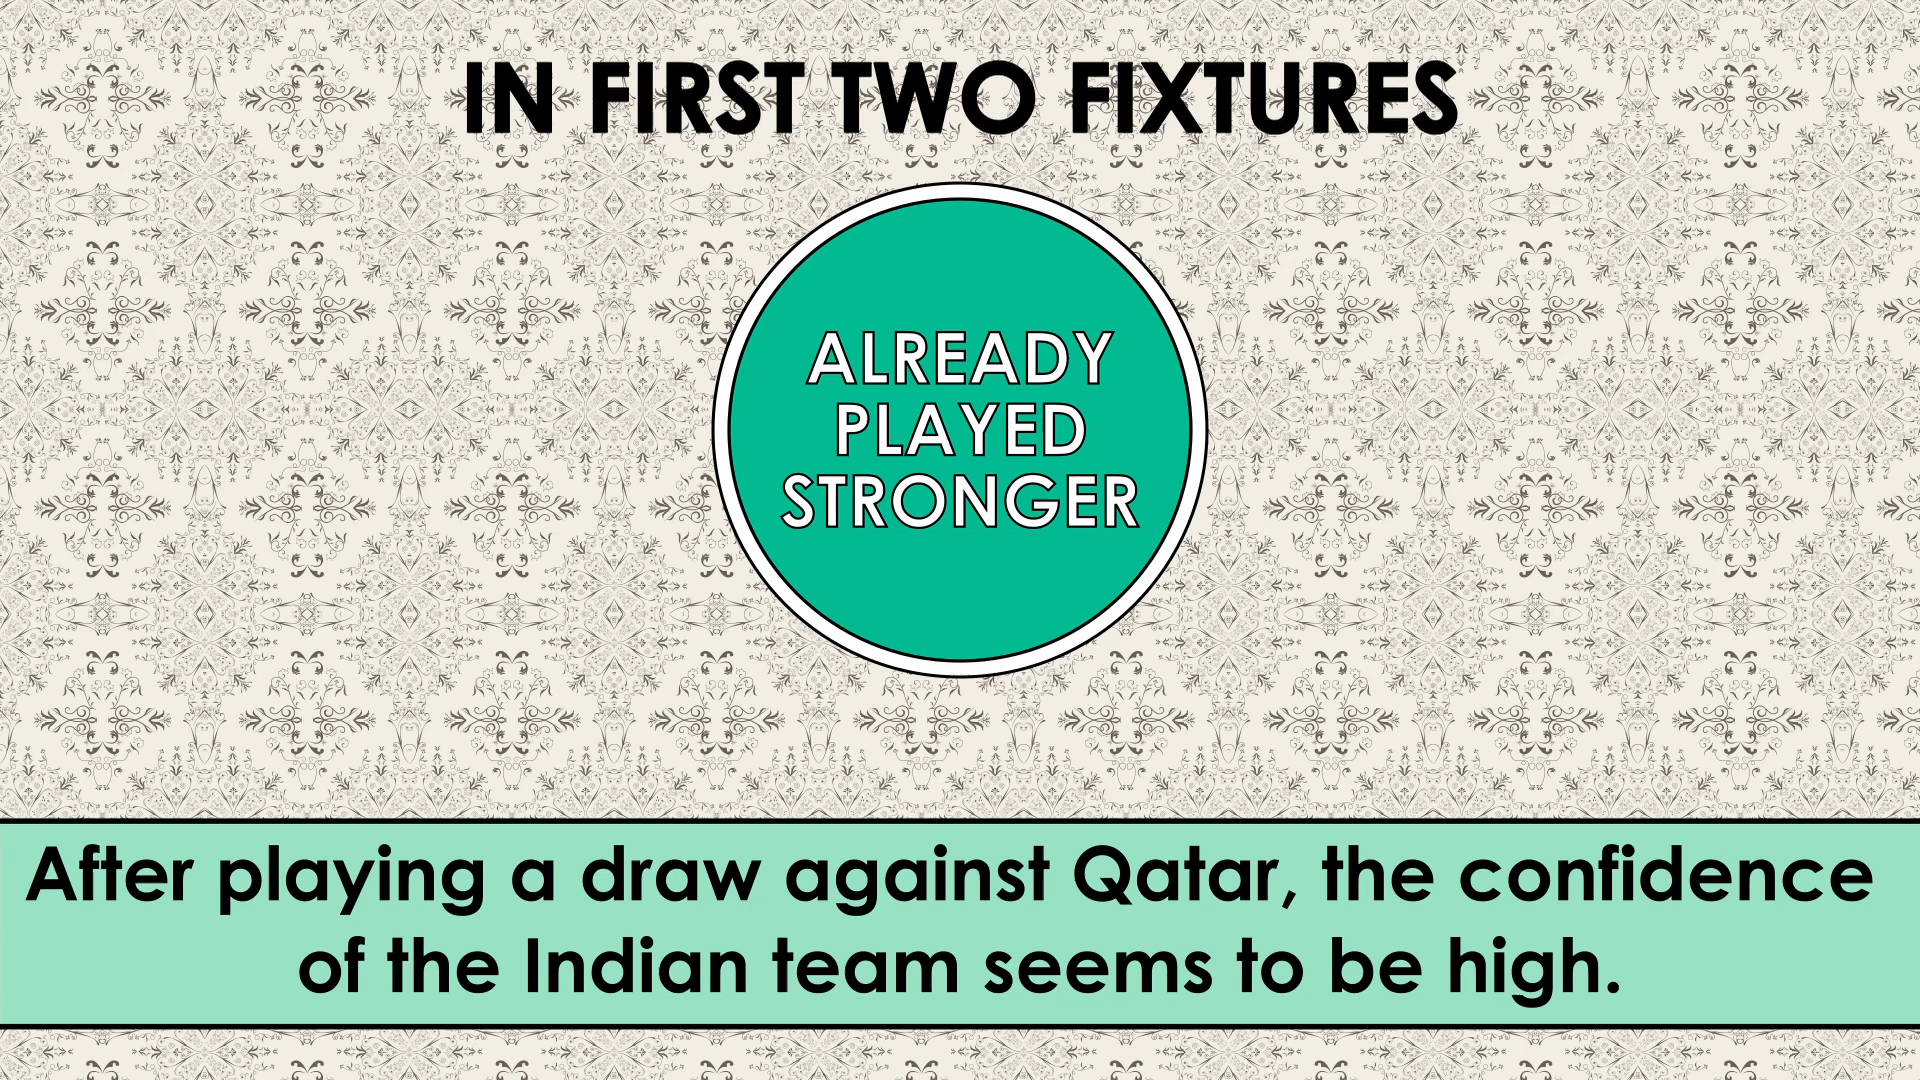 IN FIRST TWO FIXTURES
ALREADY
PLAYED
STRONGER
After playing a draw against Qatar, the confidence
of the Indian team seems to be high.